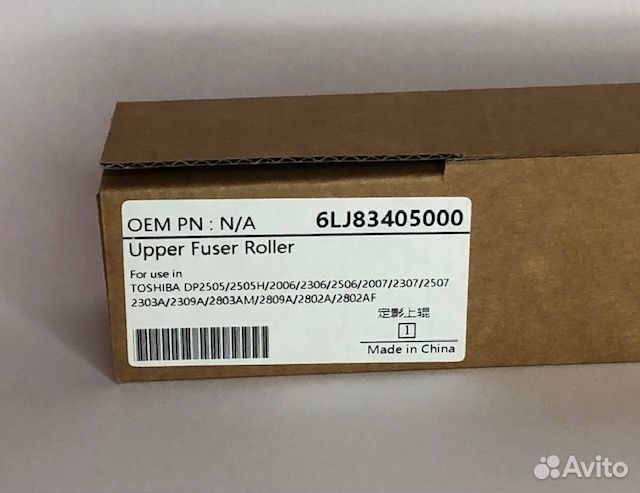 OEM PN : N/A 6LJ83405000
Upper Fuser Roller
For use in
TOSHIBA DP2505/2505H/2006/2306/2506/2007/2307/2507
2303A/2309A/2803AM/2809A/2802A/2802AF
定影上辊
1
Made in China
Avito